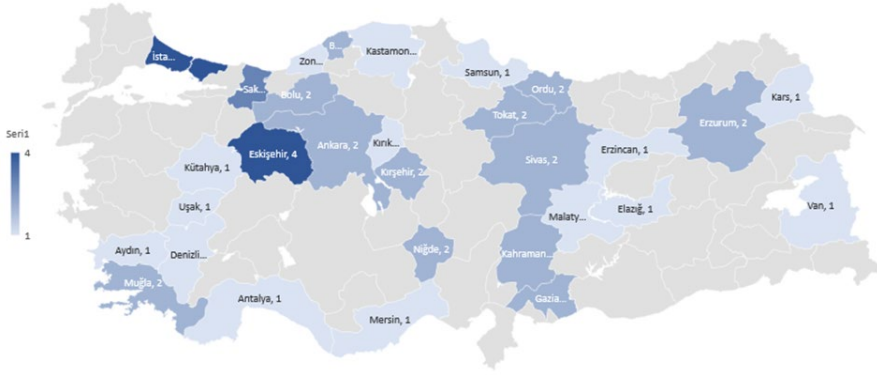 İsta...
B...
Zon...
Kastamon...
Samsun, 1
Sak...
Bolu, 2
Ordu, 2
Kars, 1
Tokat, 2
Erzurum, 4
Seri1
4
1
Eskişehir, 4
Ankara, 2
Kırık...
Erzincan, 1
Kütahya, 1
Kırşehir, 2
Sivas, 2
Uşak, 1
Malaty...
Elazığ, 1
Van, 1
Aydın, 1
Denizli...
Niğde, 2
Kahraman...
Muğla, 2
Antalya, 1
Mersin, 1
Gazia...